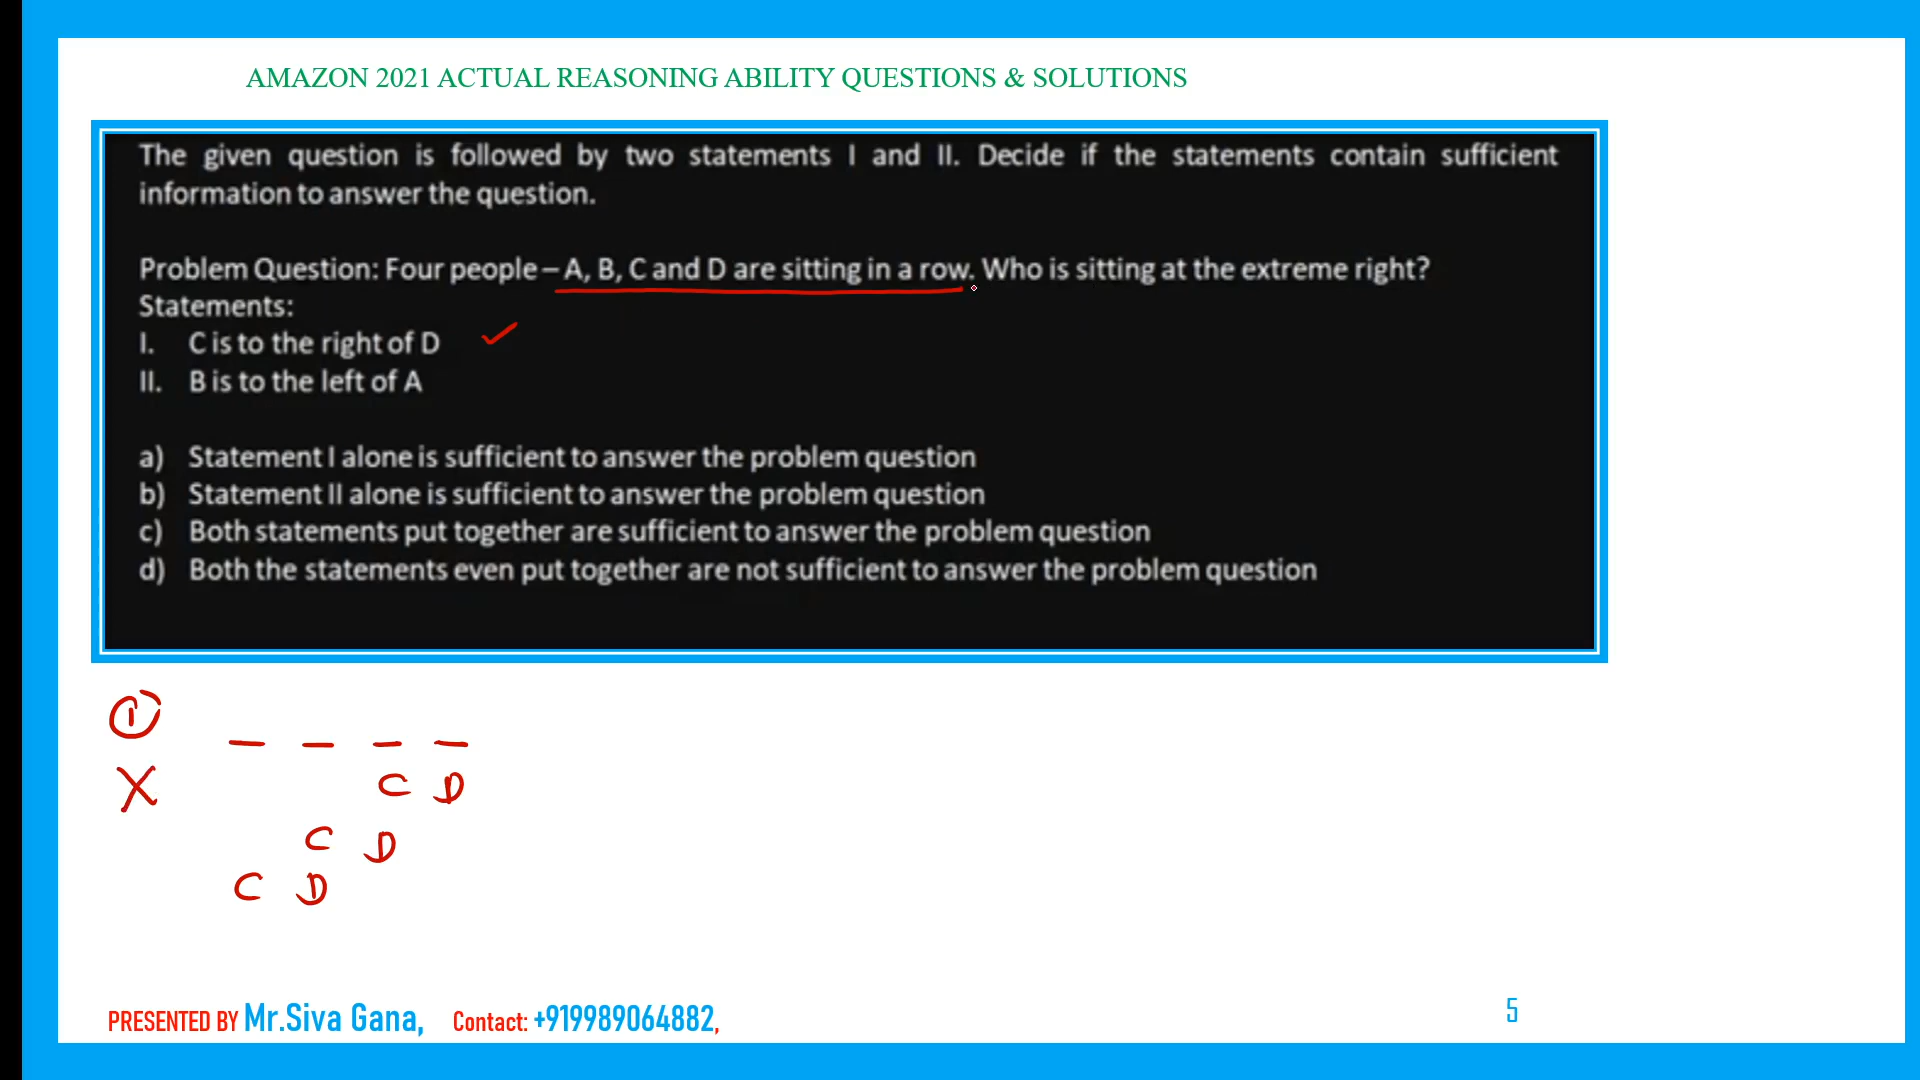 AMAZON 2021 ACTUAL REASONING ABILITY QUESTIONS & SOLUTIONS
The given question is followed by two statements I and II. Decide if the statements contain sufficient
information to answer the question.
Problem Question: Four people – A, B, C and D are sitting in a row. Who is sitting at the extreme right?
Statements:
I. C is to the right of D
II. B is to the left of A
a) Statement I alone is sufficient to answer the problem question
b) Statement II alone is sufficient to answer the problem question
c) Both statements put together are sufficient to answer the problem question
d) Both the statements even put together are not sufficient to answer the problem question
1
X C D
C D
C D
PRESENTED BY Mr.Siva Gana, Contact: +919989064882,
5